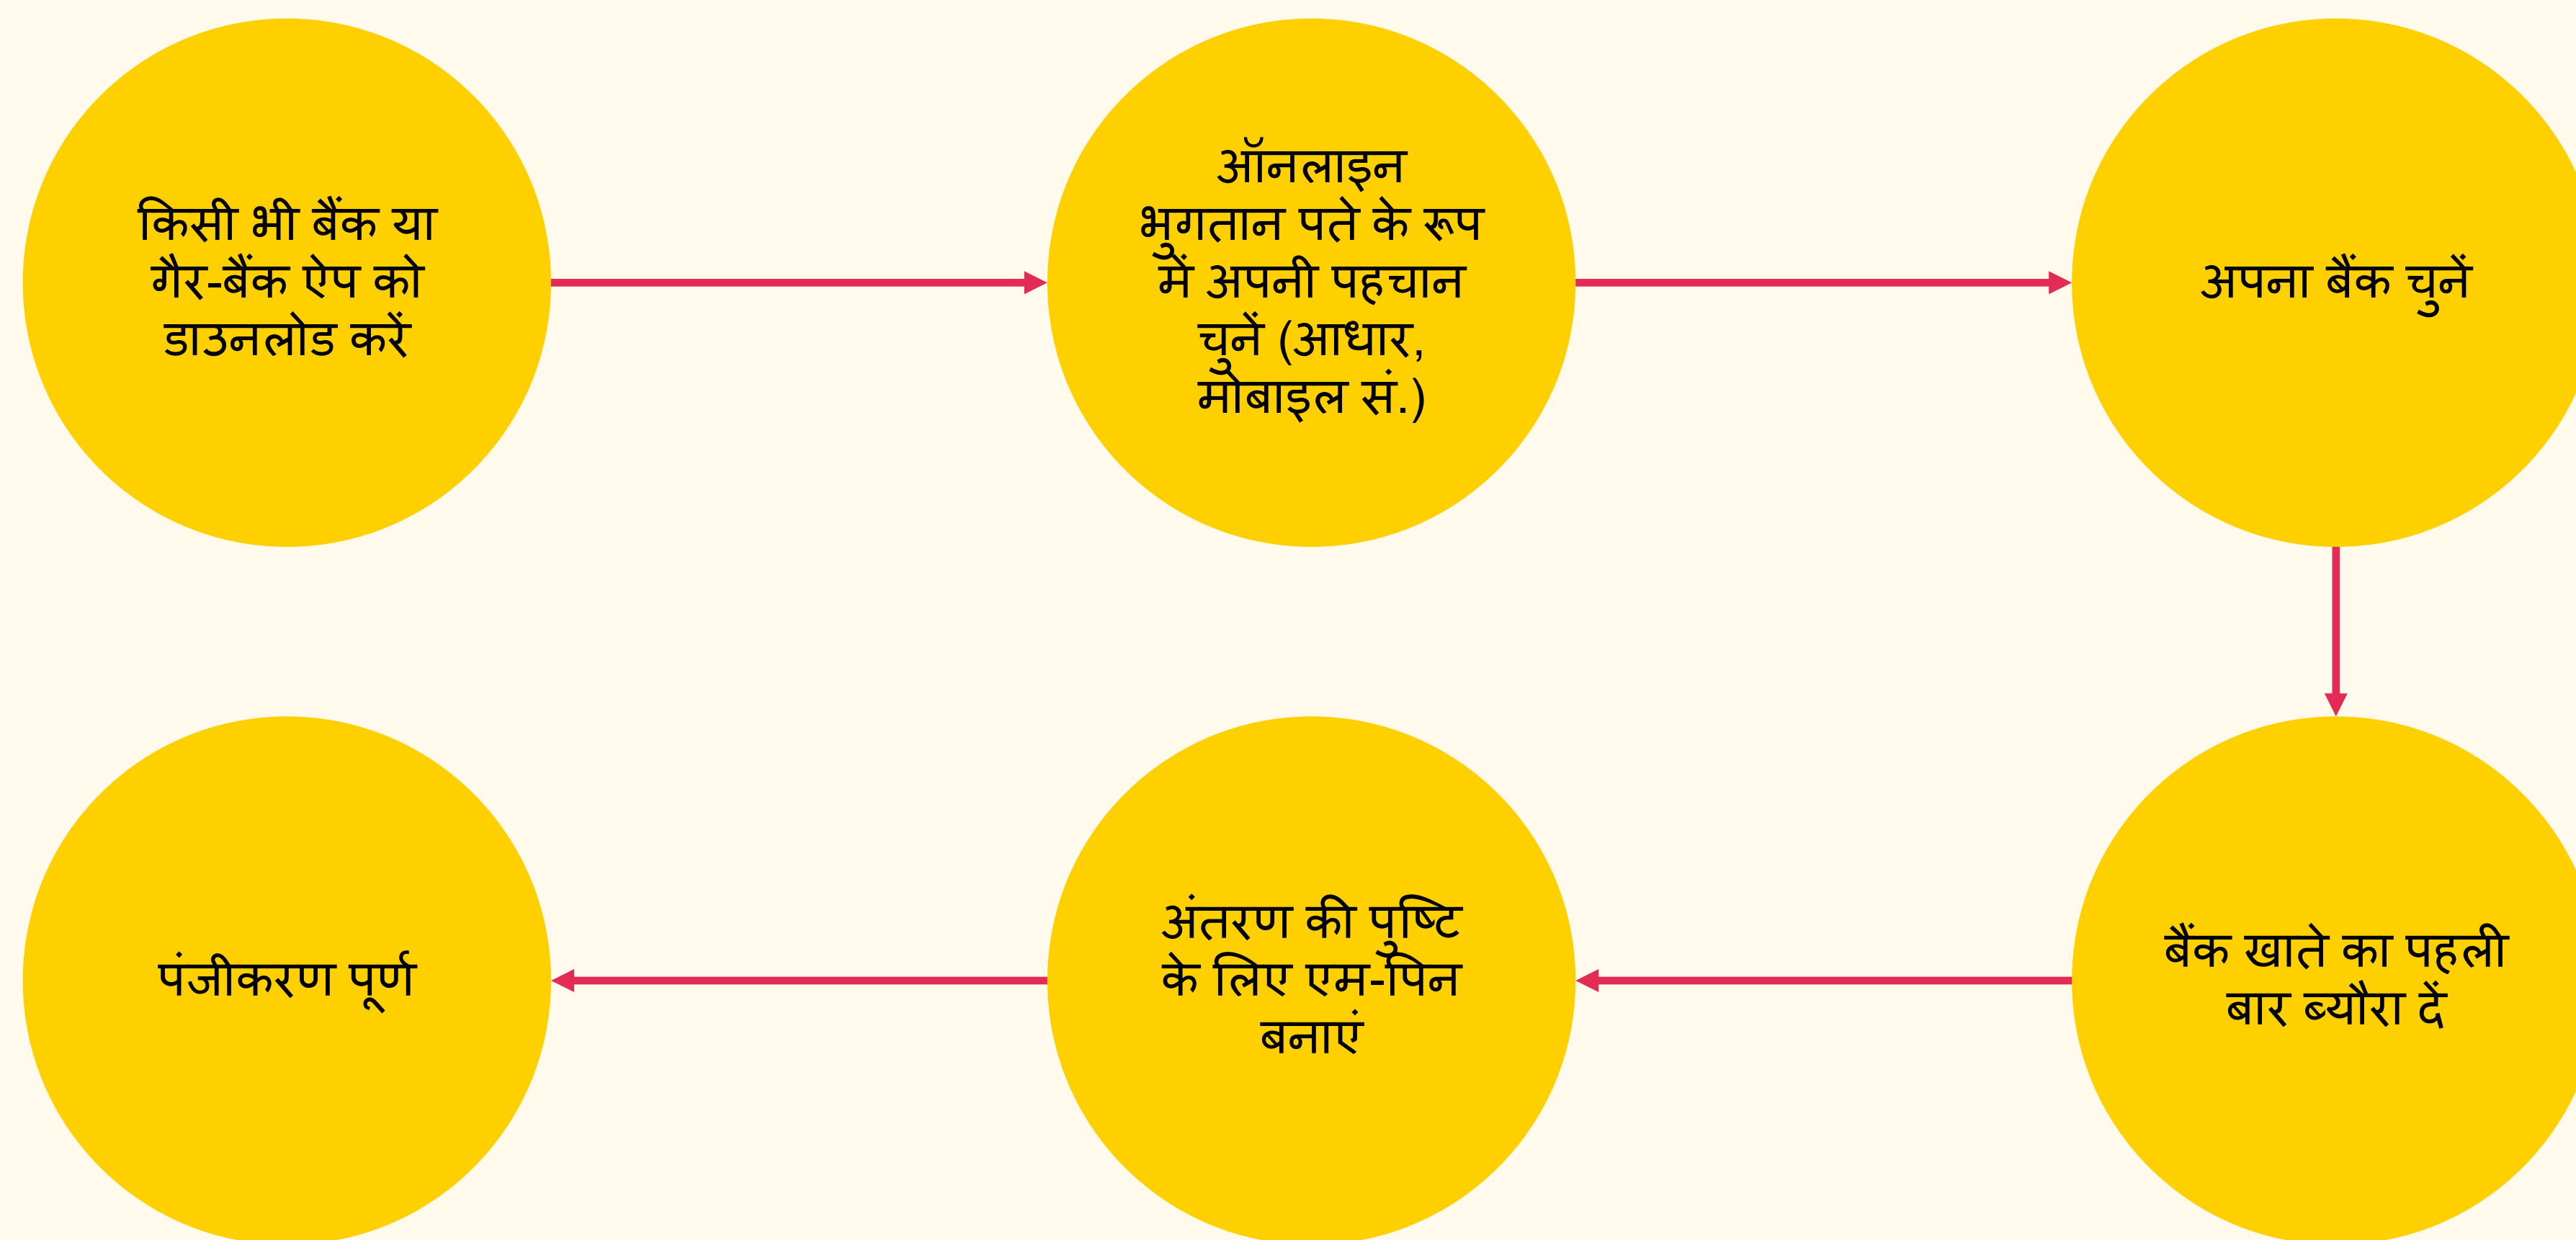 किसी भी बैंक या
गैर-बैंक ऐप को
डाउनलोड करें
ऑनलाइन
भुगतान पते के रूप
में अपनी पहचान
चुनें (आधार,
मोबाइल सं.)
अपना बैंक चुनें
बैंक खाते का पहली
बार ब्यौरा दें
अंतरण की पुष्टि
के लिए एम-पिन
बनाएं
पंजीकरण पूर्ण